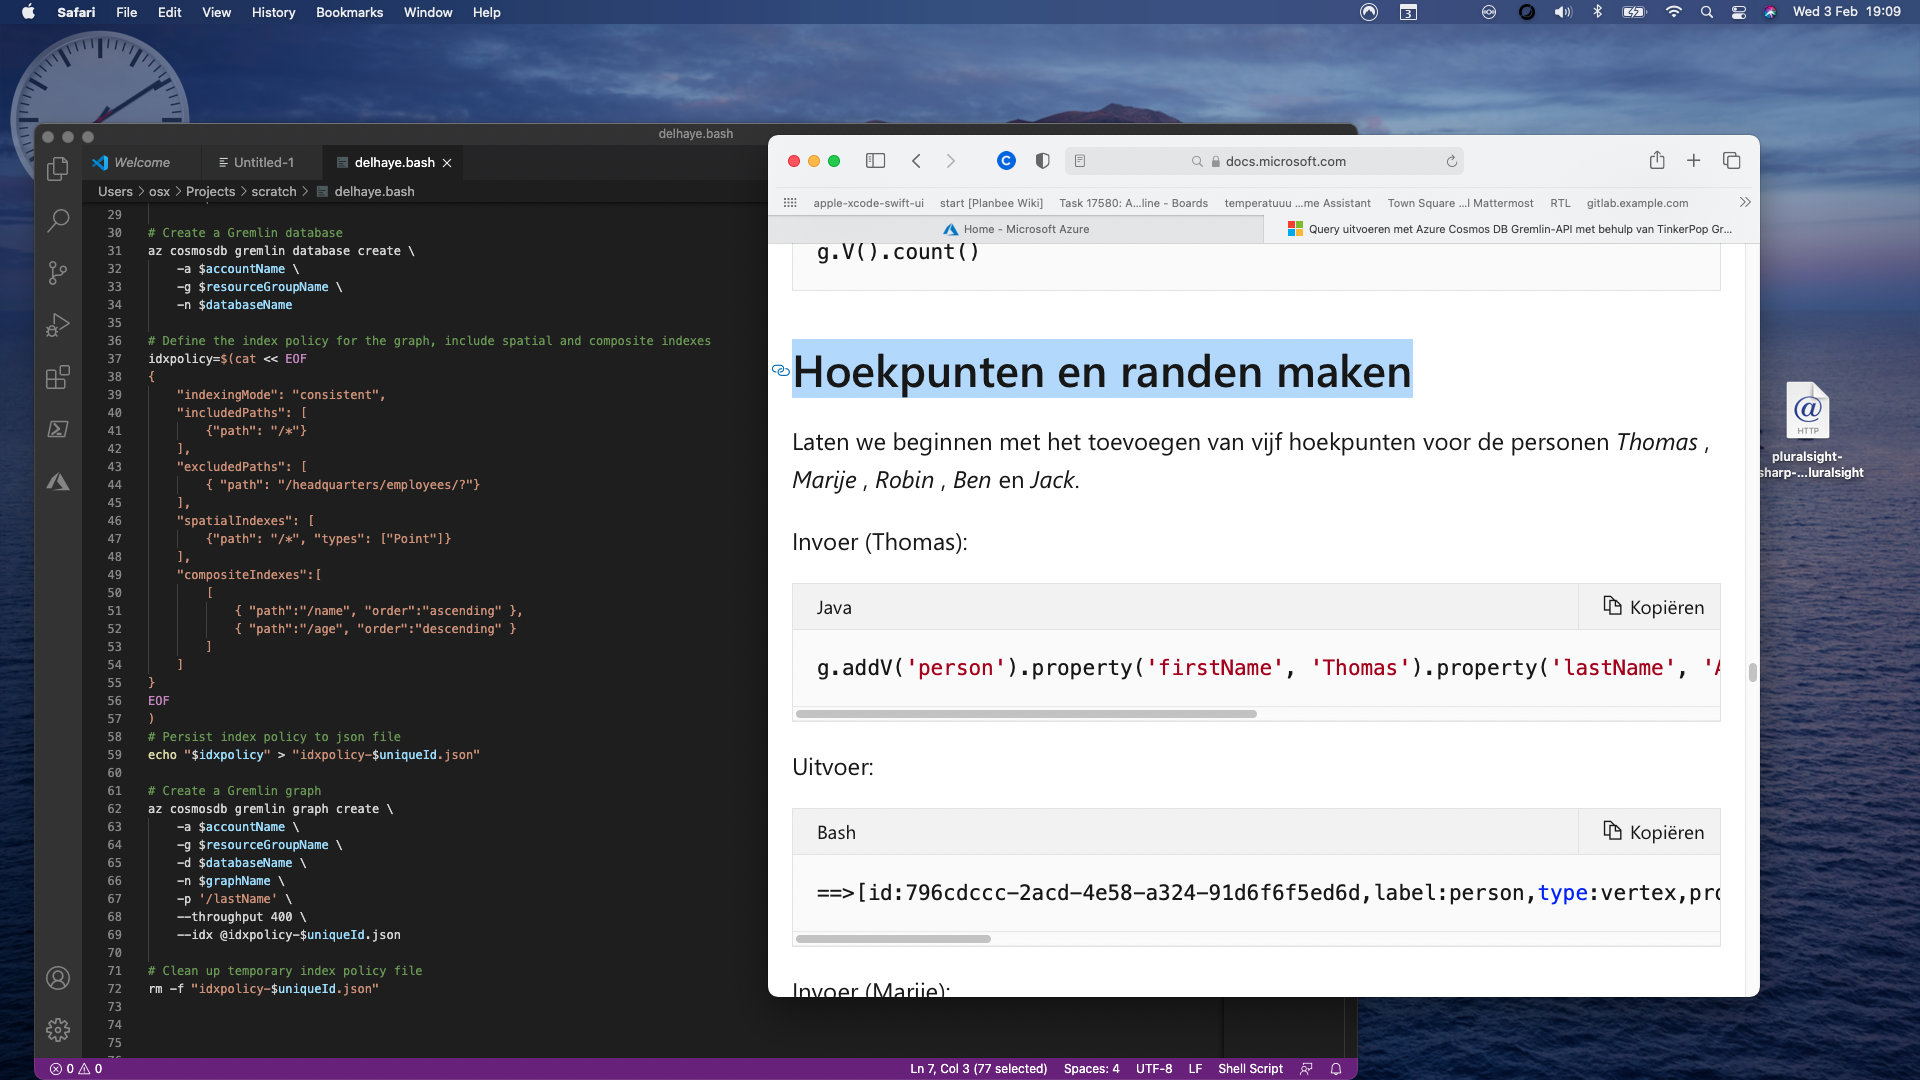 Safari File Edit View History Bookmarks Window Help
3
Wed 3 Feb 19:09
delhaye.bash
Welcome
Untitled-1
delhaye.bash
Users > osx > Projects > scratch > delhaye.bash
29
30 # Create a Gremlin database
31 az cosmosdb gremlin database create \
32 -a $accountName \
33 -g $resourceGroupName \
34 -n $databaseName
35
36 # Define the index policy for the graph, include spatial and composite indexes
37 idxpolicy=$(cat << EOF
38 {
39 "indexingMode": "consistent",
40 "includedPaths": [
41 {"path": "/*"}
42 ],
43 "excludedPaths": [
44 { "path": "/headquarters/employees/?"}
45 ],
46 "spatialIndexes": [
47 {"path": "/*", "types": ["Point"]}
48 ],
49 "compositeIndexes":[
50 [
51 { "path":"/name", "order":"ascending" },
52 { "path":"/age", "order":"descending" }
53 ]
54 ]
55 }
56 EOF
57 )
58 # Persist index policy to json file
59 echo "$idxpolicy" > "idxpolicy-$uniqueId.json"
60
61 # Create a Gremlin graph
62 az cosmosdb gremlin graph create \
63 -a $accountName \
64 -g $resourceGroupName \
65 -d $databaseName \
66 -n $graphName \
67 -p '/lastName' \
68 --throughput 400 \
69 --idx @idxpolicy-$uniqueId.json
70
71 # Clean up temporary index policy file
72 rm -f "idxpolicy-$uniqueId.json"
73
74
75
0 0
Ln 7, Col 3 (77 selected) Spaces: 4 UTF-8 LF Shell Script
C
docs.microsoft.com
apple-xcode-swift-ui start [Planbee Wiki] Task 17580: A...line - Boards temperatuuu ...me Assistant Town Square ...l Mattermost RTL gitlab.example.com
Home - Microsoft Azure
Query uitvoeren met Azure Cosmos DB Gremlin-API met behulp van TinkerPop Gr...
g.V().count()
Hoekpunten en randen maken
Laten we beginnen met het toevoegen van vijf hoekpunten voor de personen Thomas ,
Marije , Robin , Ben en Jack.
Invoer (Thomas):
Java
Kopiëren
g.addV('person').property('firstName', 'Thomas').property('lastName', '
Uitvoer:
Bash
Kopiëren
==>[id:796cdccc-2acd-4e58-a324-91d6f6f5ed6d,label:person,type:vertex,pro
Invoer (Marije):
@
HTTP
pluralsight-
sharp-...luralsight